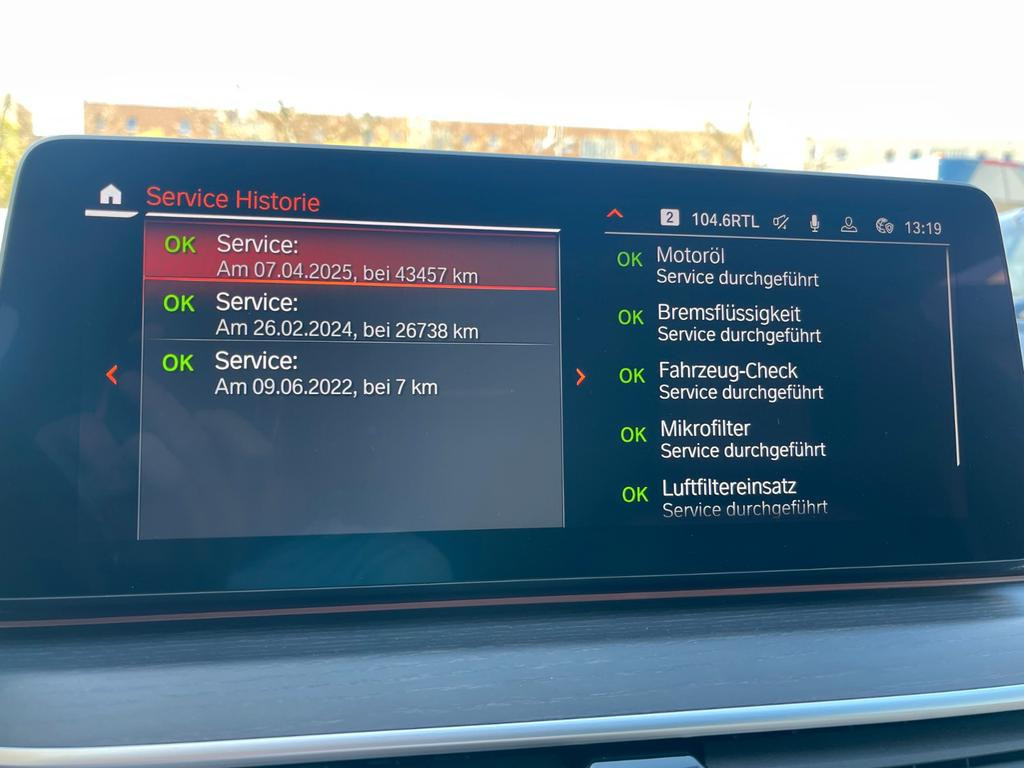 Service Historie
2 104.6RTL 13:19
OK Service:
Am 07.04.2025, bei 43457 km
OK Service:
Am 26.02.2024, bei 26738 km
OK Service:
Am 09.06.2022, bei 7 km
OK Motoröl
Service durchgeführt
OK Bremsflüssigkeit
Service durchgeführt
OK Fahrzeug-Check
Service durchgeführt
OK Mikrofilter
Service durchgeführt
OK Luftfiltereinsatz
Service durchgeführt